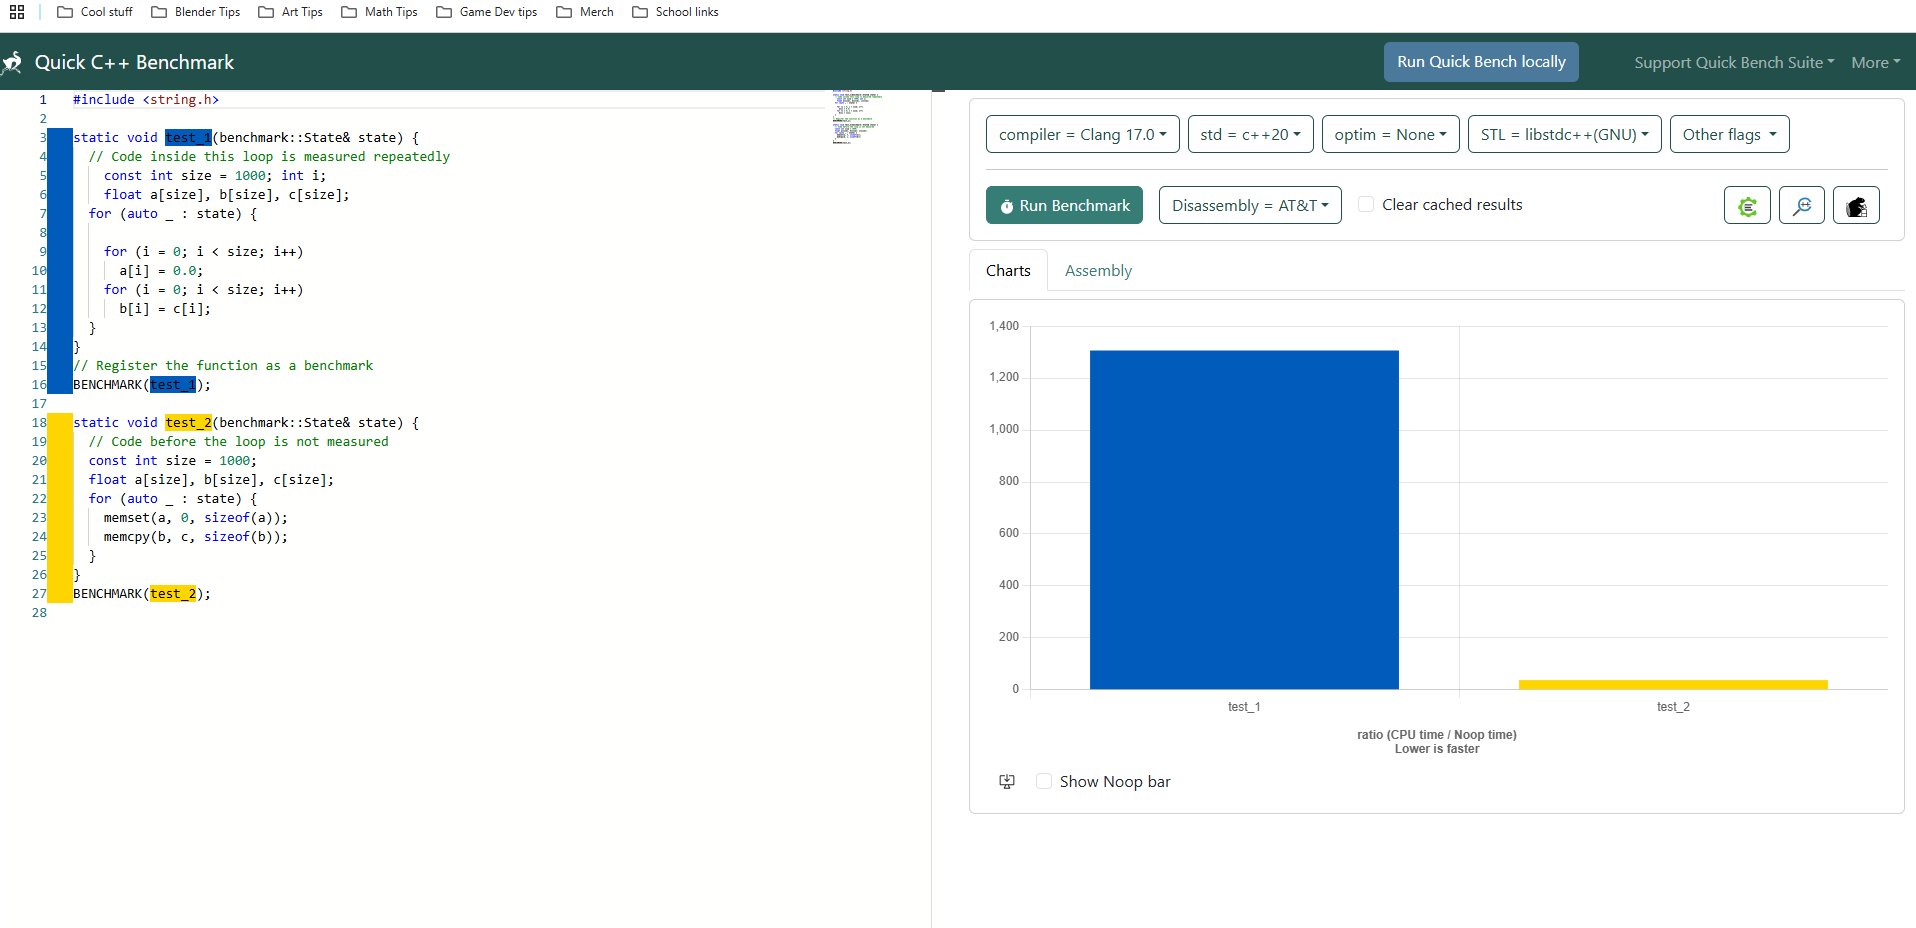 Cool stuff Blender Tips Art Tips Math Tips Game Dev tips Merch School links
Quick C++ Benchmark Run Quick Bench locally Support Quick Bench Suite More
1 #include <string.h>
2
3 static void test_1(benchmark::State& state) {
4 // Code inside this loop is measured repeatedly
5 const int size = 1000; int i;
6 float a[size], b[size], c[size];
7 for (auto _ : state) {
8
9 for (i = 0; i < size; i++)
10 a[i] = 0.0;
11 for (i = 0; i < size; i++)
12 b[i] = c[i];
13 }
14 }
15 // Register the function as a benchmark
16 BENCHMARK(test_1);
17
18 static void test_2(benchmark::State& state) {
19 // Code before the loop is not measured
20 const int size = 1000;
21 float a[size], b[size], c[size];
22 for (auto _ : state) {
23 memset(a, 0, sizeof(a));
24 memcpy(b, c, sizeof(b));
25 }
26 }
27 BENCHMARK(test_2);
28
compiler = Clang 17.0 std = c++20 optim = None STL = libstdc++(GNU) Other flags
Run Benchmark Disassembly = AT&T Clear cached results
Charts Assembly
1,400
1,200
1,000
800
600
400
200
0
test_1 test_2
ratio (CPU time / Noop time)
Lower is faster
Show Noop bar